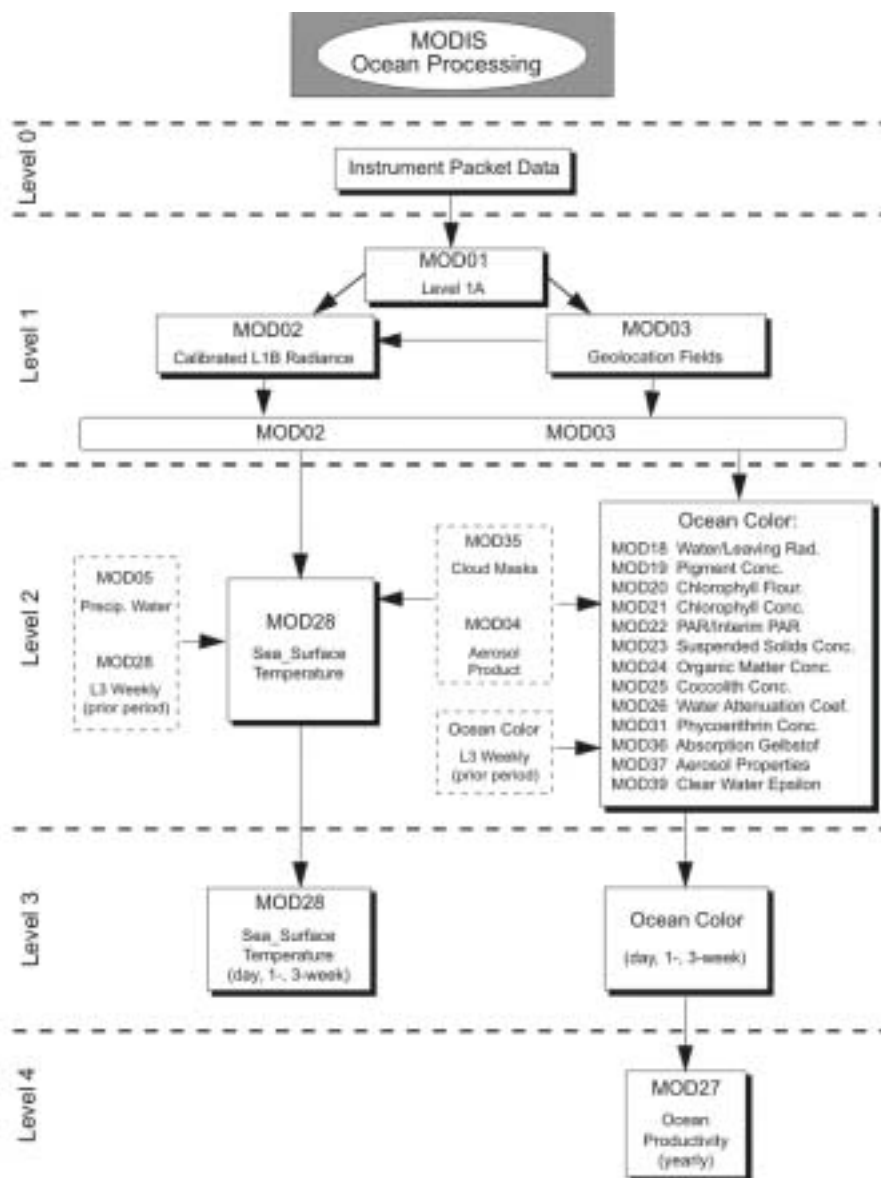 MODIS
Ocean Processing
Level 0
Instrument Packet Data
Level 1
MOD01
Level 1A
MOD02
Calibrated L1B Radiance
MOD03
Geolocation Fields
MOD02
MOD03
Level 2
MOD05
Precip. Water
MOD28
L3 Weekly
(prior period)
MOD28
Sea_Surface
Temperature
MOD35
Cloud Masks
MOD04
Aerosol
Product
Ocean Color
L3 Weekly
(prior period)
Ocean Color:
MOD18 Water/Leaving Rad.
MOD19 Pigment Conc.
MOD20 Chlorophyll Flour.
MOD21 Chlorophyll Conc.
MOD22 PAR/Interim PAR
MOD23 Suspended Solids Conc.
MOD24 Organic Matter Conc.
MOD25 Coccolith Conc.
MOD26 Water Attenuation Coef.
MOD31 Phycoerithrin Conc.
MOD36 Absorption Gelbstof
MOD37 Aerosol Properties
MOD39 Clear Water Epsilon
Level 3
MOD28
Sea_Surface
Temperature
(day, 1-, 3-week)
Ocean Color
(day, 1-, 3-week)
Level 4
MOD27
Ocean
Productivity
(yearly)